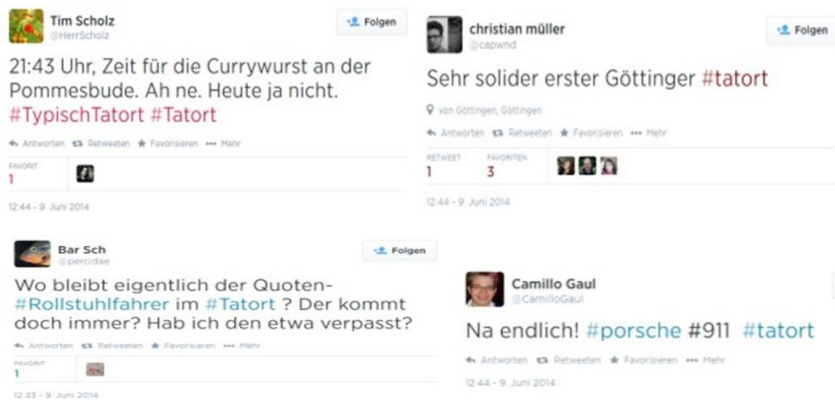 Tim Scholz
@HerrScholz
Folgen
21:43 Uhr, Zeit für die Currywurst an der
Pommesbude. Ah ne. Heute ja nicht.
#TypischTatort #Tatort
Antworten Retweeten Favorisieren Mehr
FAVORIT
1
12:44 - 9. Juni 2014
christian müller
@capwnd
Folgen
Sehr solider erster Göttinger #tatort
von Göttingen, Göttingen
Antworten Retweeten Favorisieren Mehr
RETWEET FAVORITEN
1 3
12:44 - 9. Juni 2014
Bar Sch
@percidae
Folgen
Wo bleibt eigentlich der Quoten-
#Rollstuhlfahrer im #Tatort ? Der kommt
doch immer? Hab ich den etwa verpasst?
Antworten Retweeten Favorisieren Mehr
FAVORIT
1
12:33 - 9. Juni 2014
Camillo Gaul
@CamilloGaul
Na endlich! #porsche #911 #tatort
Antworten Retweeten Favorisieren Mehr
12:44 - 9. Juni 2014